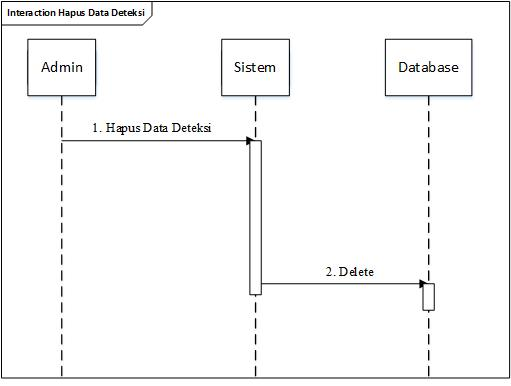 Interaction Hapus Data Deteksi
Admin
Sistem
Database
1. Hapus Data Deteksi
2. Delete